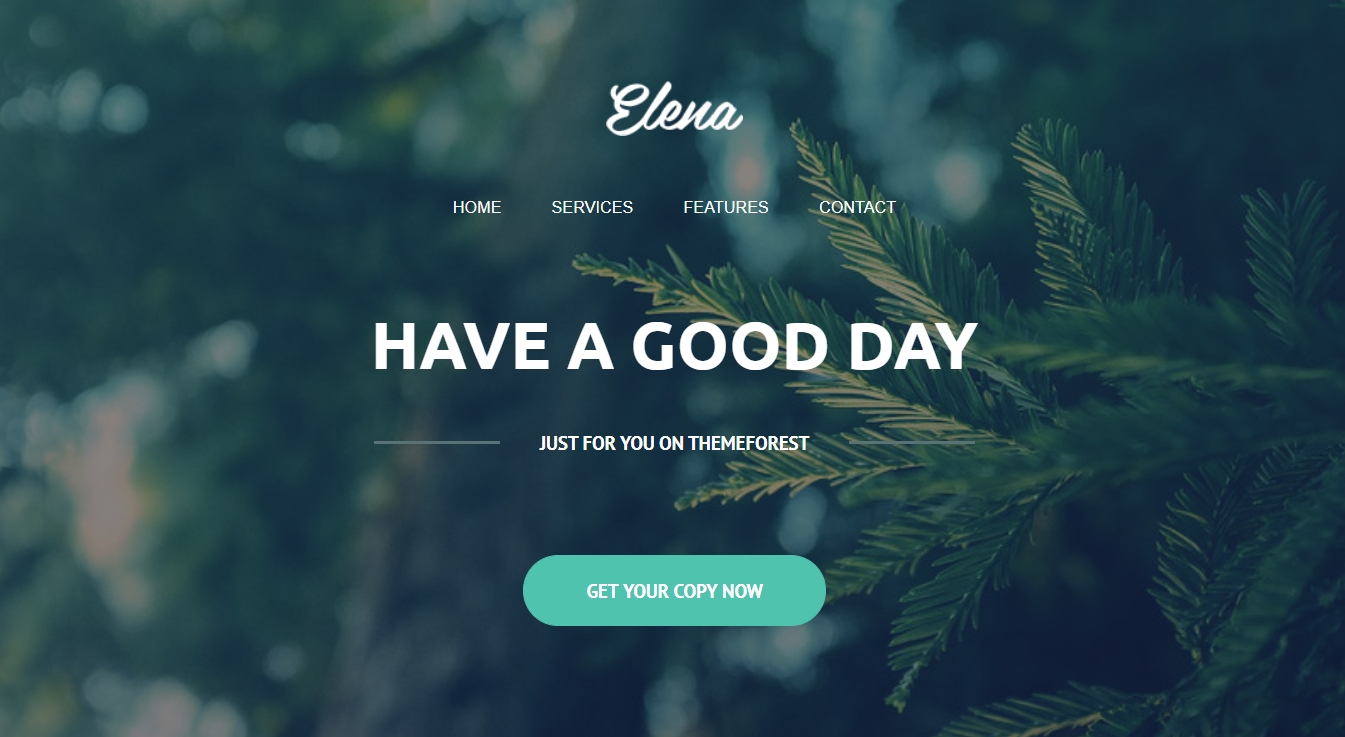 Elena
HOME SERVICES FEATURES CONTACT
HAVE A GOOD DAY
JUST FOR YOU ON THEMEFOREST
GET YOUR COPY NOW